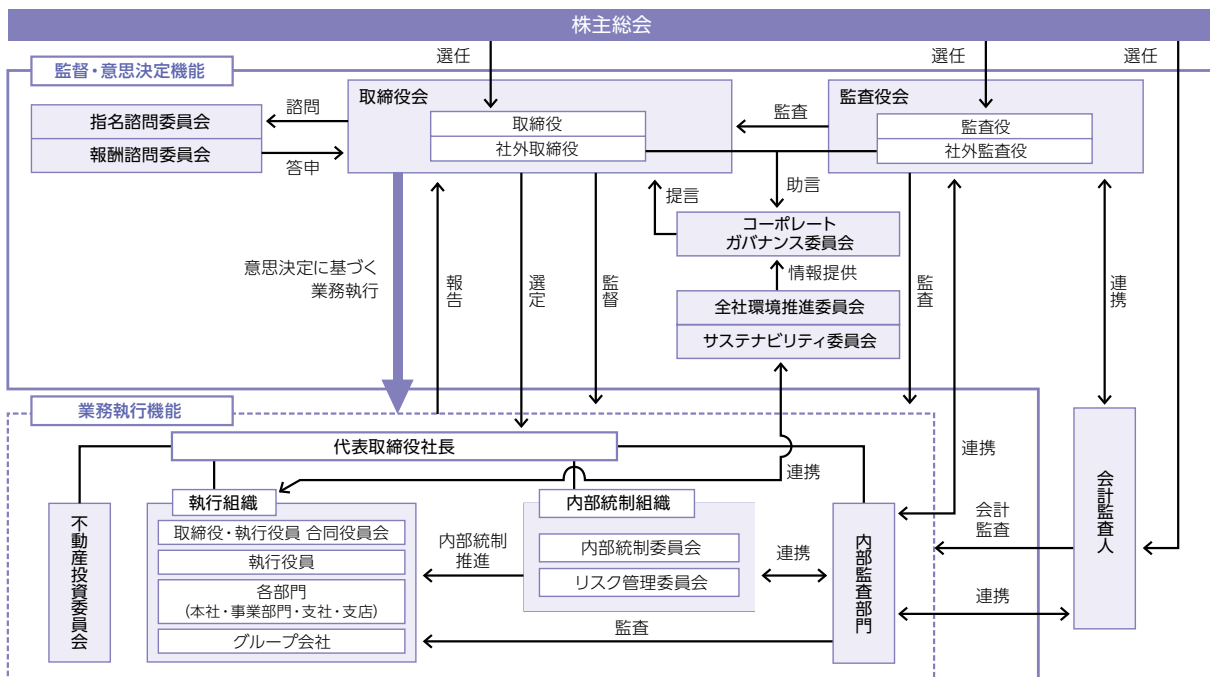 株主総会
選任
選任
選任
監督・意思決定機能
指名諮問委員会
報酬諮問委員会
諮問
答申
取締役会
取締役
社外取締役
監査
監査役会
監査役
社外監査役
助言
提言
コーポレート
ガバナンス委員会
情報提供
全社環境推進委員会
サステナビリティ委員会
意思決定に基づく
業務執行
報告
選定
監督
監査
連携
業務執行機能
代表取締役社長
連携
連携
不動産投資委員会
執行組織
取締役・執行役員 合同役員会
執行役員
各部門
(本社・事業部門・支社・支店)
グループ会社
内部統制
推進
内部統制組織
内部統制委員会
リスク管理委員会
連携
監査
内部監査部門
会計
監査
連携
会計監査人